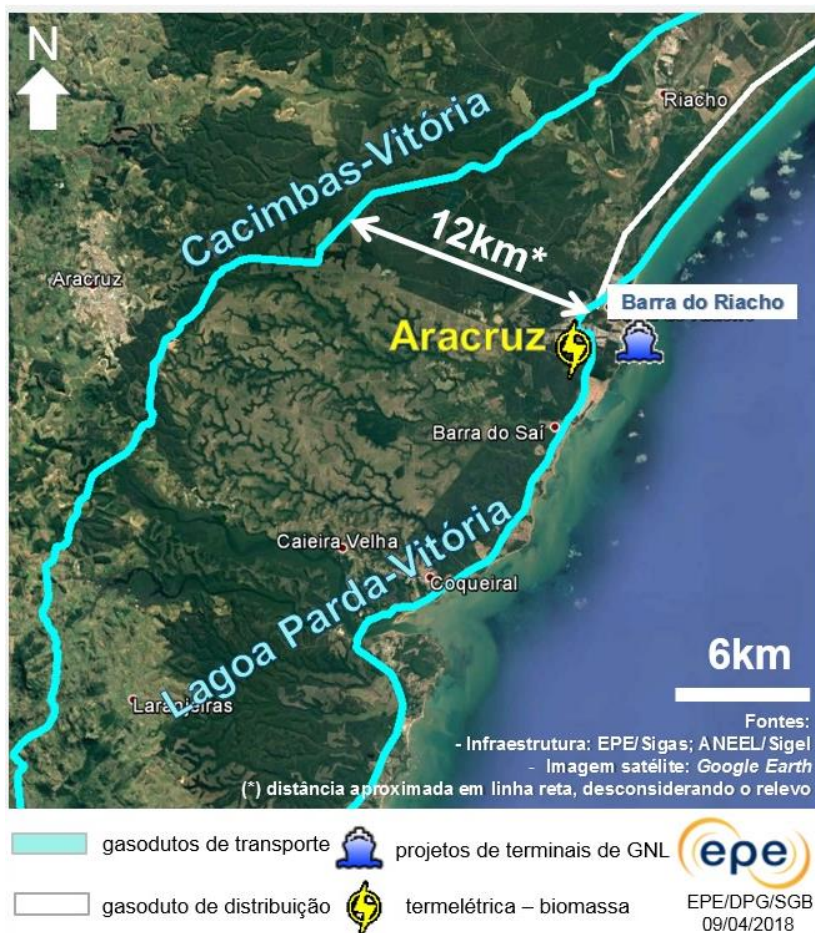 N
Riacho
Cacimbas-Vitória
12km*
Aracruz
Barra do Riacho
Aracruz
Barra do Saí
Caieira Velha
Lagoa Parda-Vitória
Coqueiral
Laranjeiras
6km
Fontes:
- Infraestrutura: EPE/Sigas; ANEEL/Sigel
- Imagem satélite: Google Earth
(*) distância aproximada em linha reta, desconsiderando o relevo
gasodutos de transporte
projetos de terminais de GNL
epe
gasoduto de distribuição
termelétrica – biomassa
EPE/DPG/SGB
09/04/2018